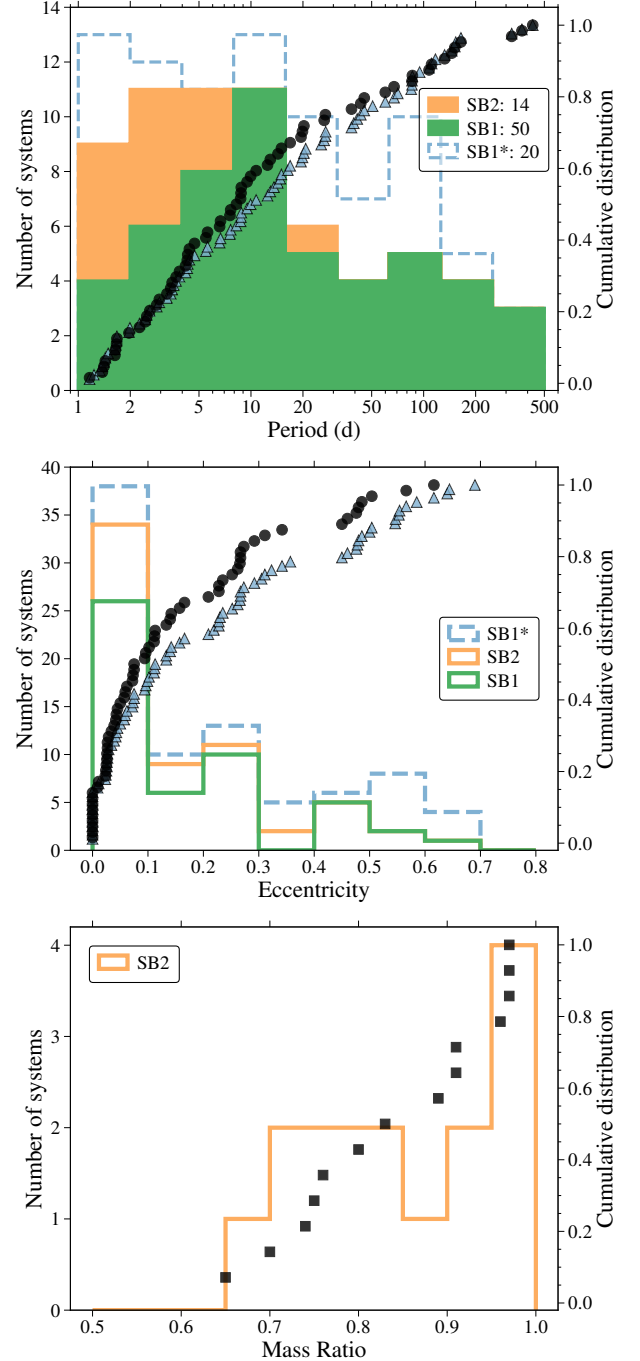 14
12
10
8
6
4
2
0
Number of systems
SB2: 14
SB1: 50
SB1*: 20
1.0
0.8
0.6
0.4
0.2
0.0
Cumulative distribution
1 2 5 10 20 50 100 200 500
Period (d)
40
35
30
25
20
15
10
5
0
Number of systems
SB1*
SB2
SB1
1.0
0.8
0.6
0.4
0.2
0.0
Cumulative distribution
0.0 0.1 0.2 0.3 0.4 0.5 0.6 0.7 0.8
Eccentricity
4
3
2
1
0
Number of systems
SB2
1.0
0.8
0.6
0.4
0.2
0.0
Cumulative distribution
0.5 0.6 0.7 0.8 0.9 1.0
Mass Ratio